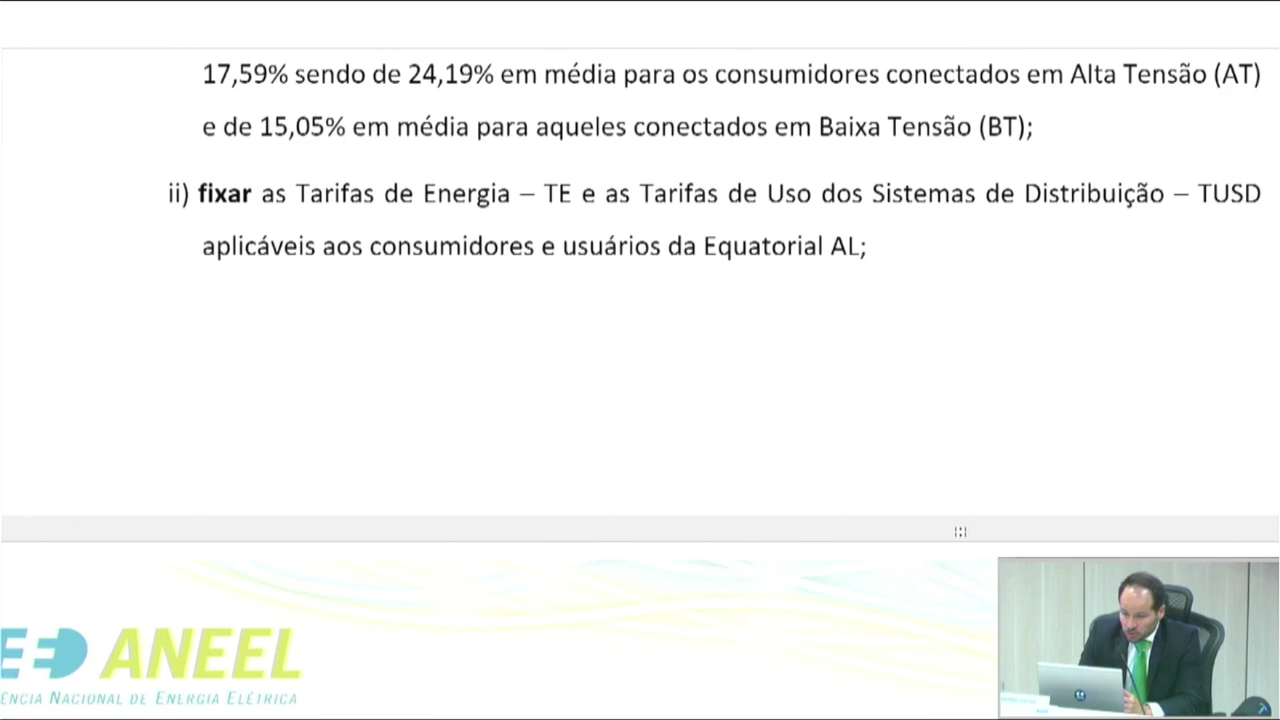 17,59% sendo de 24,19% em média para os consumidores conectados em Alta Tensão (AT)
e de 15,05% em média para aqueles conectados em Baixa Tensão (BT);
ii) fixar as Tarifas de Energia – TE e as Tarifas de Uso dos Sistemas de Distribuição – TUSD
aplicáveis aos consumidores e usuários da Equatorial AL;
ANEEL
ÊNCIA NACIONAL DE ENERGIA ELÉTRICA